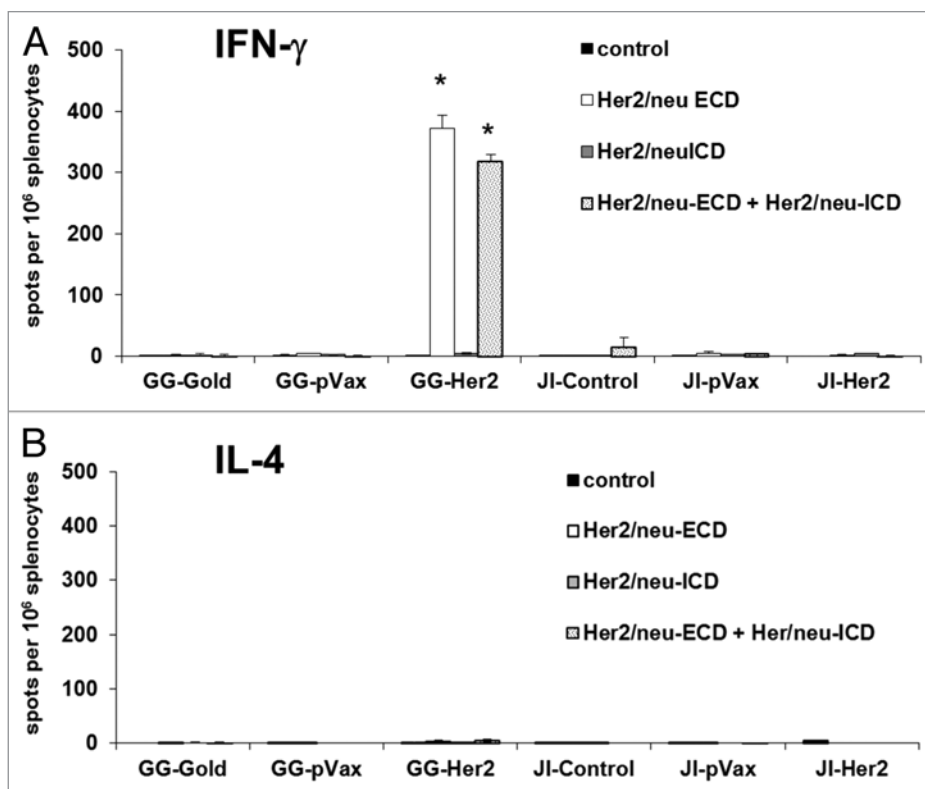 A
IFN-γ
500
400
300
200
100
0
spots per 10⁶ splenocytes
*
*
control
Her2/neu ECD
Her2/neuICD
Her2/neu-ECD + Her2/neu-ICD
GG-Gold GG-pVax GG-Her2 JI-Control JI-pVax JI-Her2
B
IL-4
500
400
300
200
100
0
spots per 10⁶ splenocytes
control
Her2/neu-ECD
Her2/neu-ICD
Her2/neu-ECD + Her/neu-ICD
GG-Gold GG-pVax GG-Her2 JI-Control JI-pVax JI-Her2